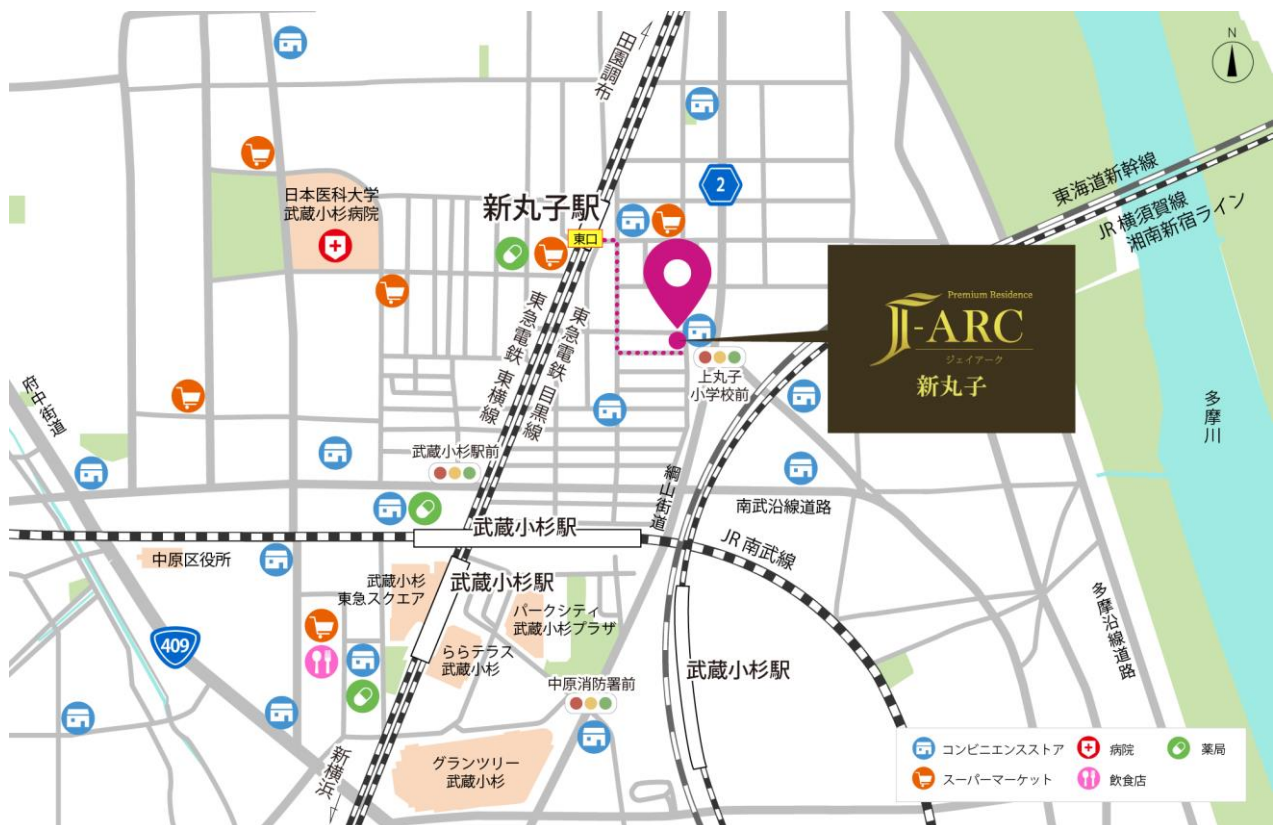 田園調布
N
2
東海道新幹線
JR 横須賀線
湘南新宿ライン
日本医科大学
武蔵小杉病院
新丸子駅
東口
Premium Residence
J-ARC
ジェイアーク
新丸子
東急電鉄 東横線
東急電鉄 目黒線
上丸子
小学校前
多摩川
府中街道
武蔵小杉駅前
綱山街道
南武沿線道路
武蔵小杉駅
JR 南武線
中原区役所
武蔵小杉
東急スクエア
武蔵小杉駅
パークシティ
武蔵小杉プラザ
多摩沿線道路
409
ららテラス
武蔵小杉
武蔵小杉駅
中原消防署前
新横浜
グランツリー
武蔵小杉
コンビニエンスストア
病院
薬局
スーパーマーケット
飲食店